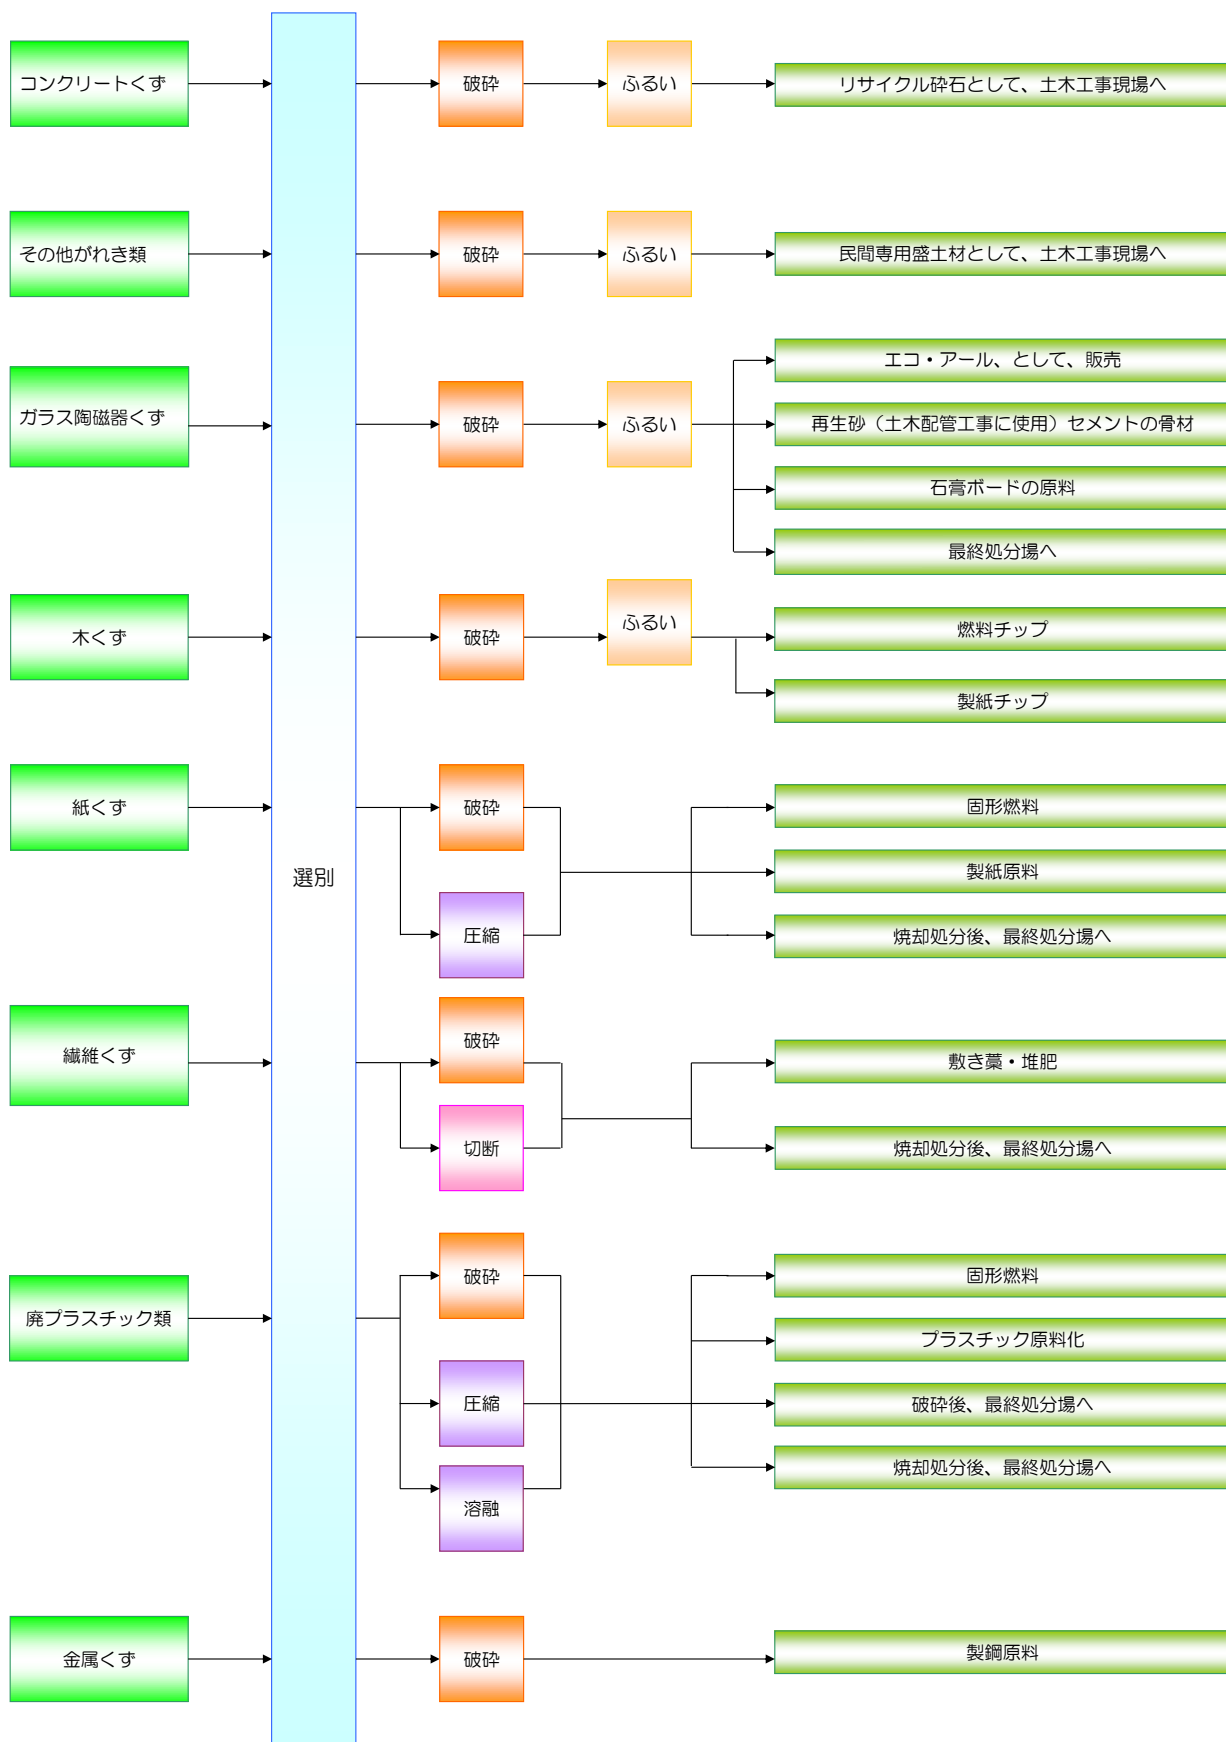 コンクリートくず
破砕
ふるい
リサイクル砕石として、土木工事現場へ
その他がれき類
破砕
ふるい
民間専用盛土材として、土木工事現場へ
ガラス陶磁器くず
破砕
ふるい
エコ・アール、として、販売
再生砂（土木配管工事に使用）セメントの骨材
石膏ボードの原料
最終処分場へ
木くず
破砕
ふるい
燃料チップ
製紙チップ
選別
紙くず
破砕
圧縮
固形燃料
製紙原料
焼却処分後、最終処分場へ
繊維くず
破砕
切断
敷き藁・堆肥
焼却処分後、最終処分場へ
廃プラスチック類
破砕
圧縮
溶融
固形燃料
プラスチック原料化
破砕後、最終処分場へ
焼却処分後、最終処分場へ
金属くず
破砕
製鋼原料